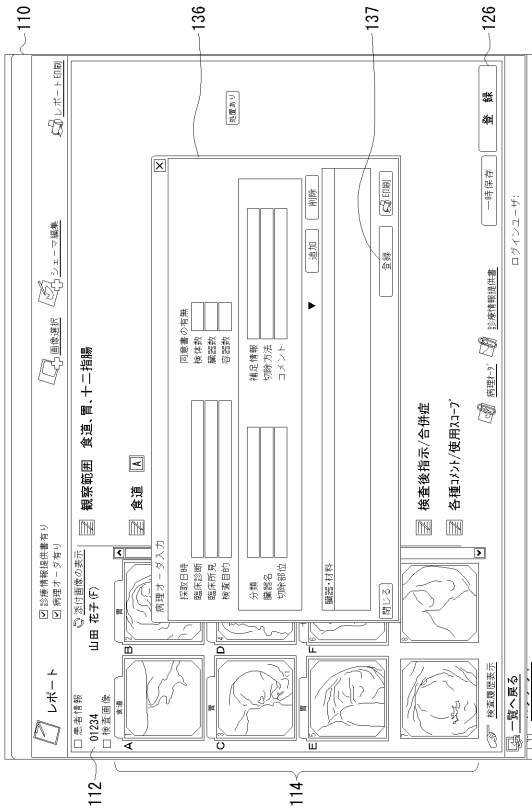 110
レポート
☑ 診療情報提供書有り
☑ 病理オーダ有り
画像選択
シェーマ編集
レポート印刷
112
□ 患者情報
01234
山田 花子(F)
□ 検査画像
添付画像の表示
観察範囲 食道、胃、十二指腸
食道 A
処置あり
114
A
食道
B
胃
C
胃
D
E
胃
F
136
病理オーダ入力
X
採取日時
臨床診断
臨床所見
検査目的
同意書の有無
検体数
臓器数
容器数
分類
臓器名
切除部位
補足情報
切除方法
コメント
▼
追加
削除
臓器・材料
閉じる
登録
印刷
137
検査後指示/合併症
各種コメント/使用スコープ
検査履歴表示
病理オーダ
診療情報提供書
一時保存
登 録
126
一覧へ戻る
ログインユーザ: